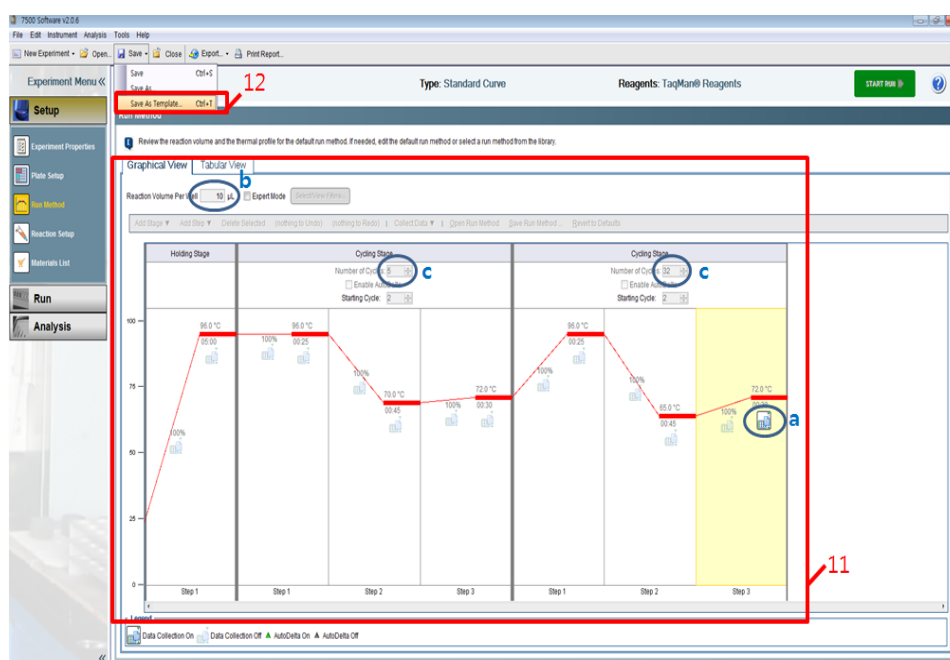 7500 Software v2.0.6
File Edit Instrument Analysis Tools Help
New Experiment Open... Save Close Export... Print Report...
Experiment Menu «
Save Ctrl+S
Save As...
Save As Template... Ctrl+T
12
Type: Standard Curve
Reagents: TaqMan® Reagents
START RUN
Setup
Run Method
Experiment Properties
Plate Setup
Run Method
Reaction Setup
Materials List
Run
Analysis
Review the reaction volume and the thermal profile for the default run method. If needed, edit the default run method or select a run method from the library.
Graphical View Tabular View
b
Reaction Volume Per Well 10 µL Expert Mode Select/View Filters...
Add Stage Add Step Delete Selected (nothing to Undo) (nothing to Redo) Collect Data Open Run Method Save Run Method... Revert to Defaults
Holding Stage Cycling Stage Cycling Stage
Number of Cycles: 5 c Number of Cycles: 32 c
Enable AutoDelta Enable AutoDelta
Starting Cycle: 2 Starting Cycle: 2
100
75
50
25
0
95.0 °C
05:00
100%
95.0 °C
00:25
100%
70.0 °C
00:45
100%
72.0 °C
00:30
100%
95.0 °C
00:25
100%
65.0 °C
00:45
100%
72.0 °C
00:30
100%
a
11
Step 1 Step 1 Step 2 Step 3 Step 1 Step 2 Step 3
Legend
Data Collection On Data Collection Off AutoDelta On AutoDelta Off
«